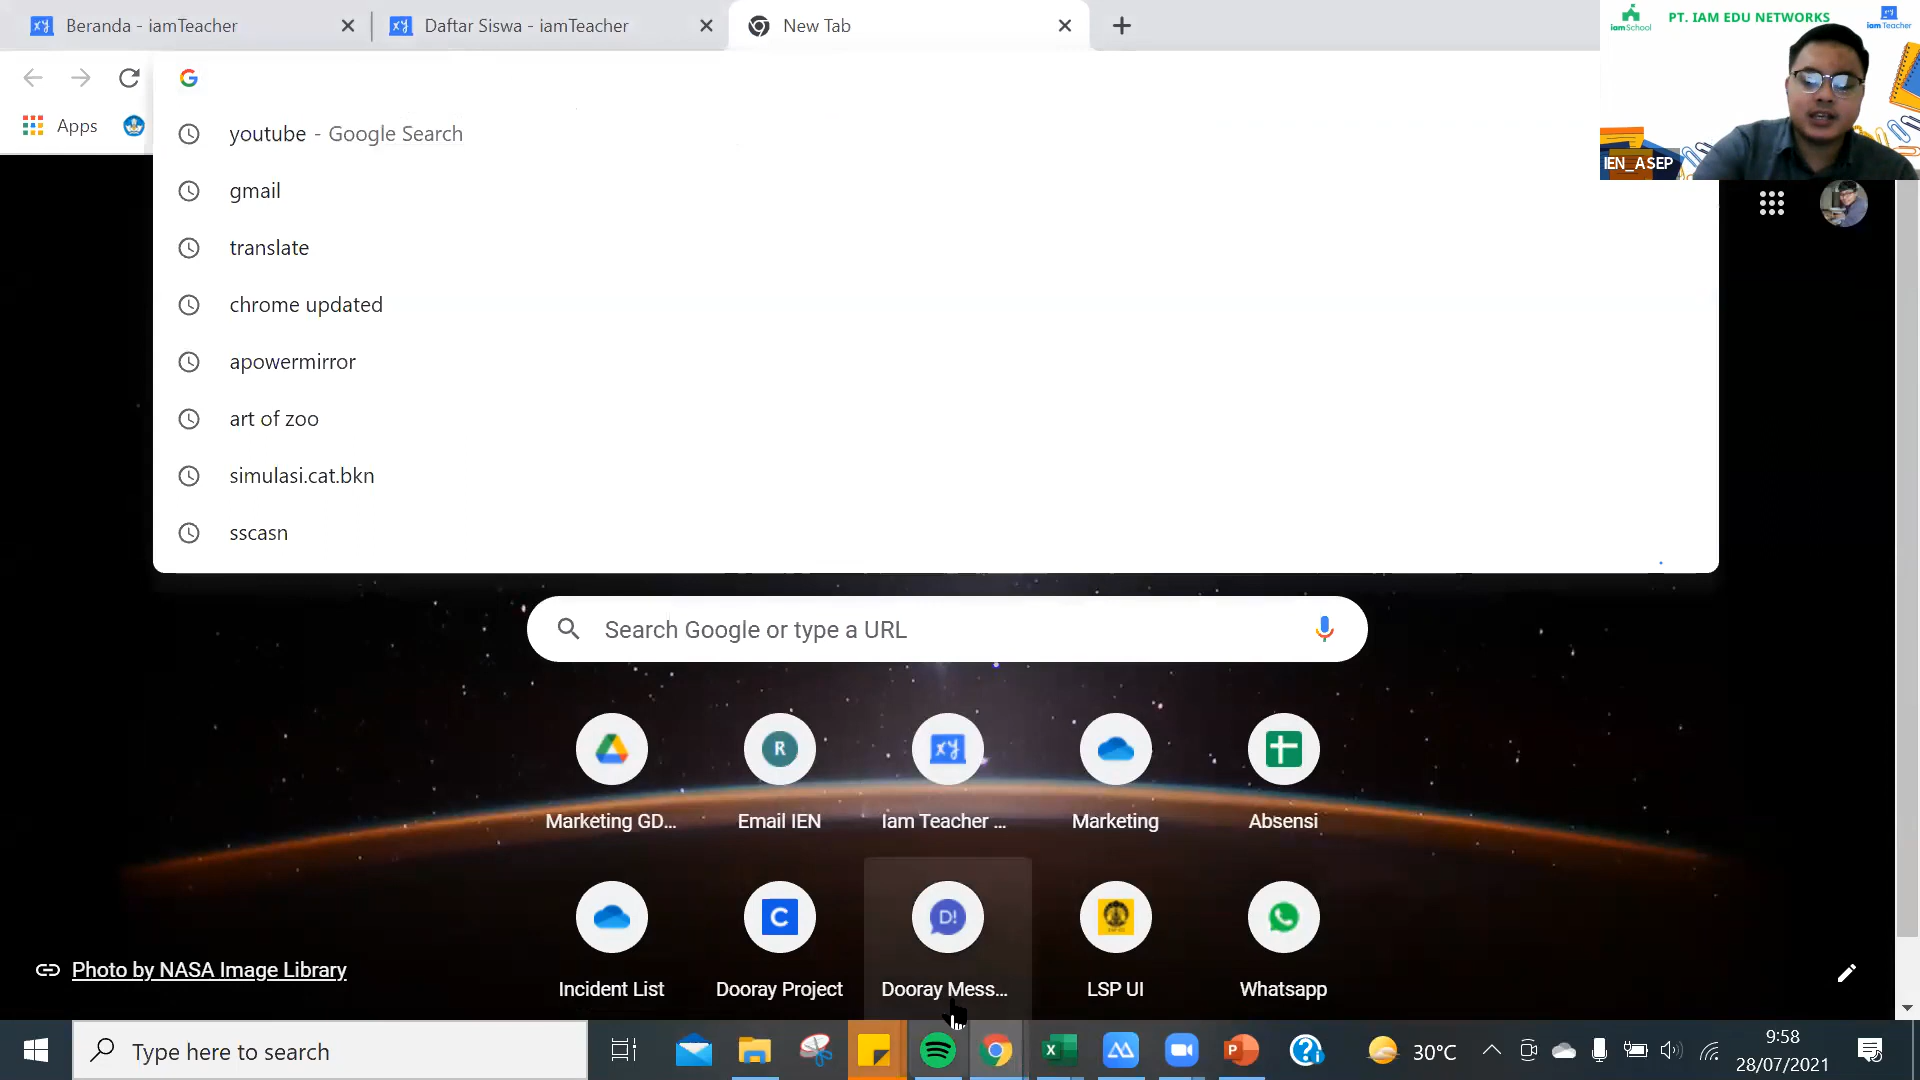 Beranda - iamTeacher
Daftar Siswa - iamTeacher
New Tab
iamSchool
PT. IAM EDU NETWORKS
iamTeacher
Apps
youtube - Google Search
gmail
translate
chrome updated
apowermirror
art of zoo
simulasi.cat.bkn
sscasn
IEN_ASEP
Search Google or type a URL
Marketing GD...
Email IEN
Iam Teacher ...
Marketing
Absensi
Incident List
Dooray Project
Dooray Mess...
LSP UI
Whatsapp
Photo by NASA Image Library
Type here to search
30°C
9:58
28/07/2021